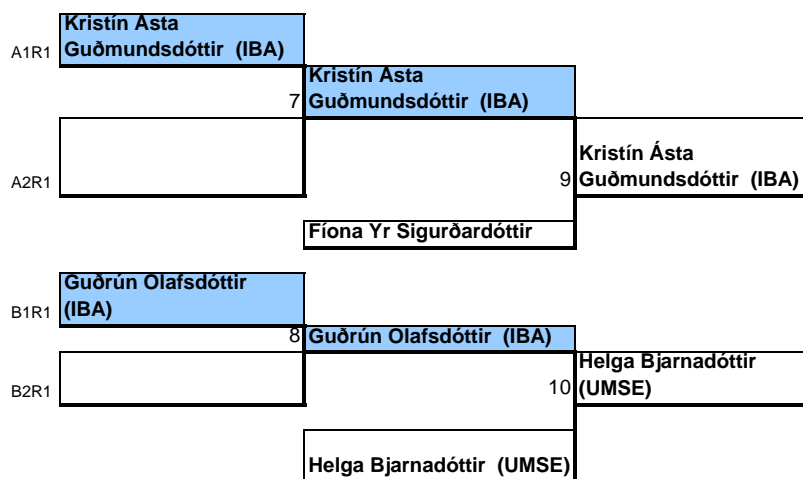 Kristín Ásta
A1R1 Guðmundsdóttir (IBA)
Kristín Ásta
7 Guðmundsdóttir (IBA)
Kristín Ásta
A2R1 9 Guðmundsdóttir (IBA)
Fíona Yr Sigurðardóttir
Guðrún Olafsdóttir
B1R1 (IBA)
8 Guðrún Olafsdóttir (IBA)
Helga Bjarnadóttir
B2R1 10 (UMSE)
Helga Bjarnadóttir (UMSE)